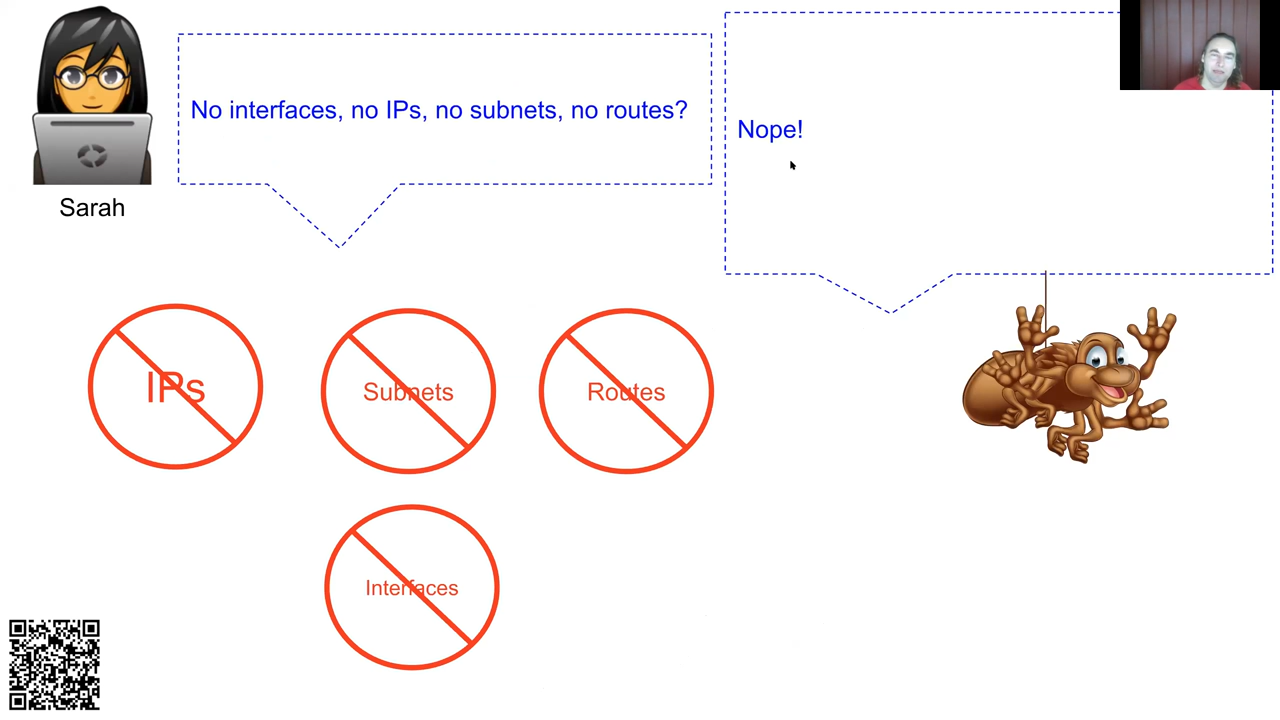 No interfaces, no IPs, no subnets, no routes?
Nope!
Sarah
IPs
Subnets
Routes
Interfaces